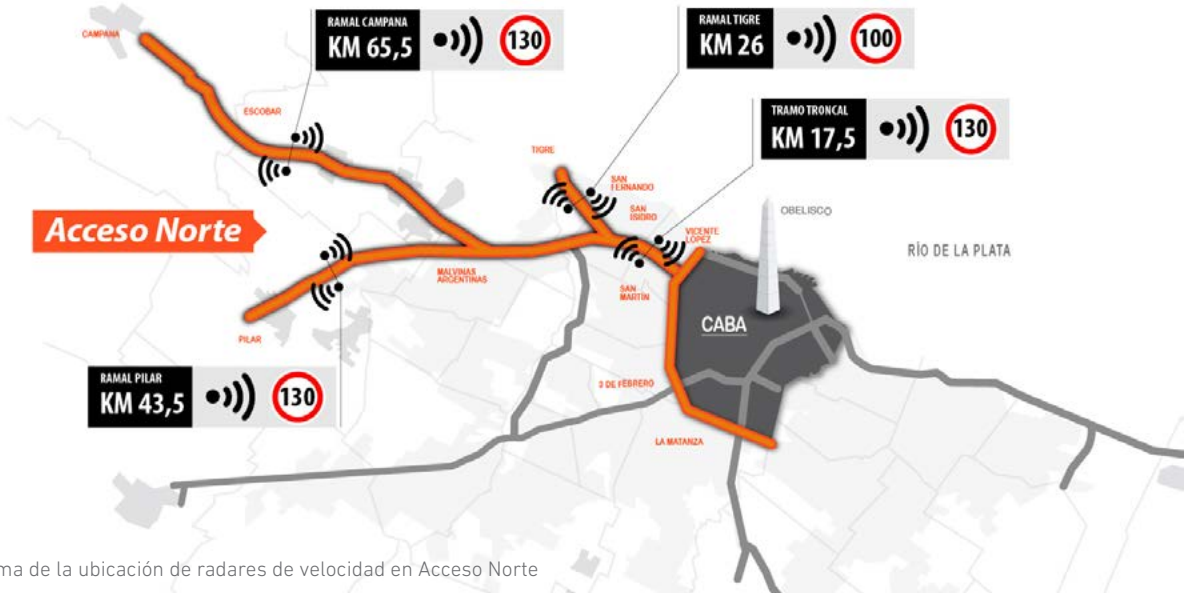 RAMAL CAMPANA
KM 65,5
130
RAMAL TIGRE
KM 26
100
TRAMO TRONCAL
KM 17,5
130
CAMPANA
ESCOBAR
TIGRE
SAN
FERNANDO
SAN
ISIDRO
VICENTE
LÓPEZ
OBELISCO
RÍO DE LA PLATA
Acceso Norte
MALVINAS
ARGENTINAS
SAN
MARTÍN
CABA
PILAR
RAMAL PILAR
KM 43,5
130
3 DE FEBRERO
LA MATANZA
ma de la ubicación de radares de velocidad en Acceso Norte